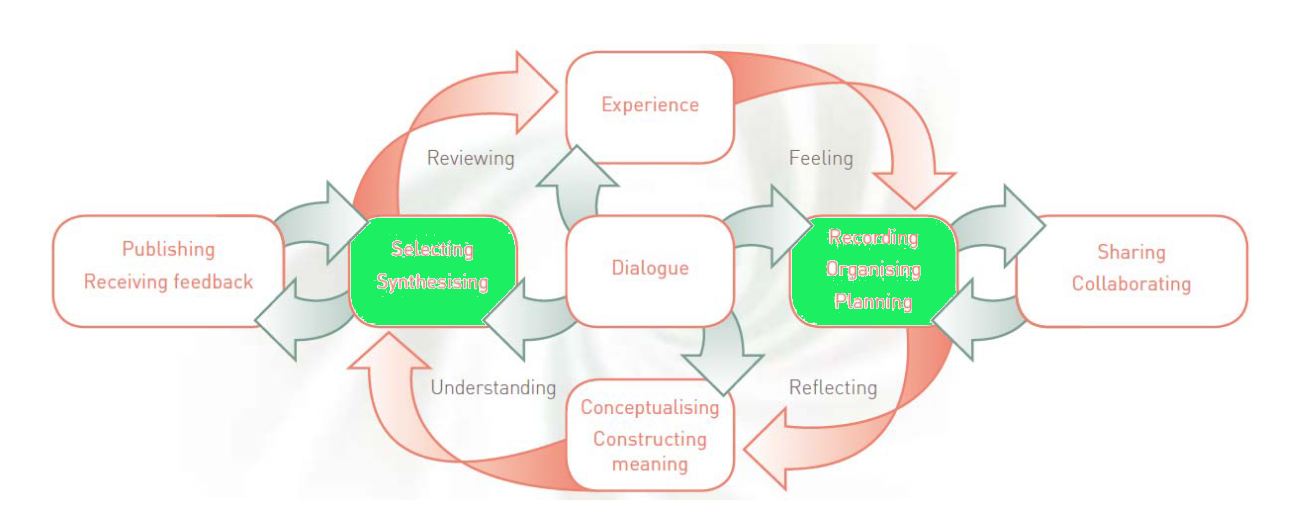 Experience
Reviewing
Feeling
Publishing
Receiving feedback
Selecting
Synthesising
Dialogue
Recording
Organising
Planning
Sharing
Collaborating
Understanding
Reflecting
Conceptualising
Constructing
meaning